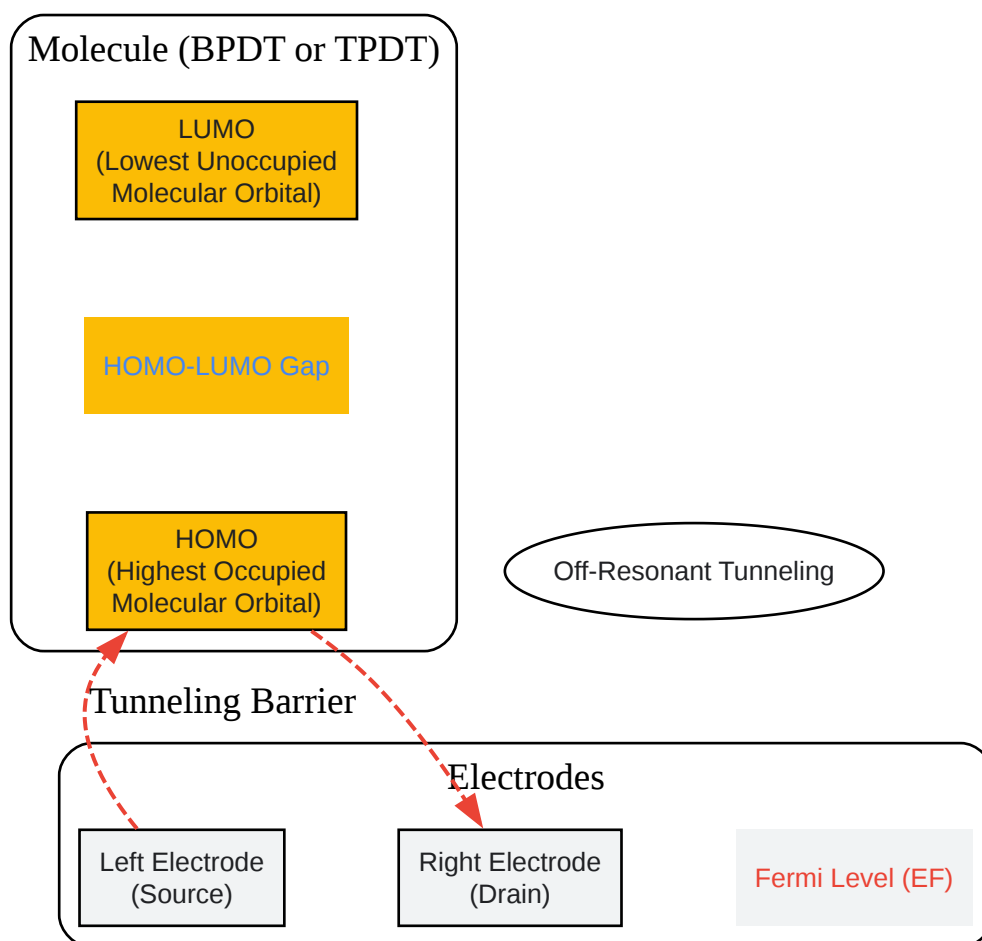 Molecule (BPDT or TPDT)
LUMO
(Lowest Unoccupied
Molecular Orbital)
HOMO-LUMO Gap
HOMO
(Highest Occupied
Molecular Orbital)
Off-Resonant Tunneling
Tunneling Barrier
Electrodes
Left Electrode
(Source)
Right Electrode
(Drain)
Fermi Level (EF)